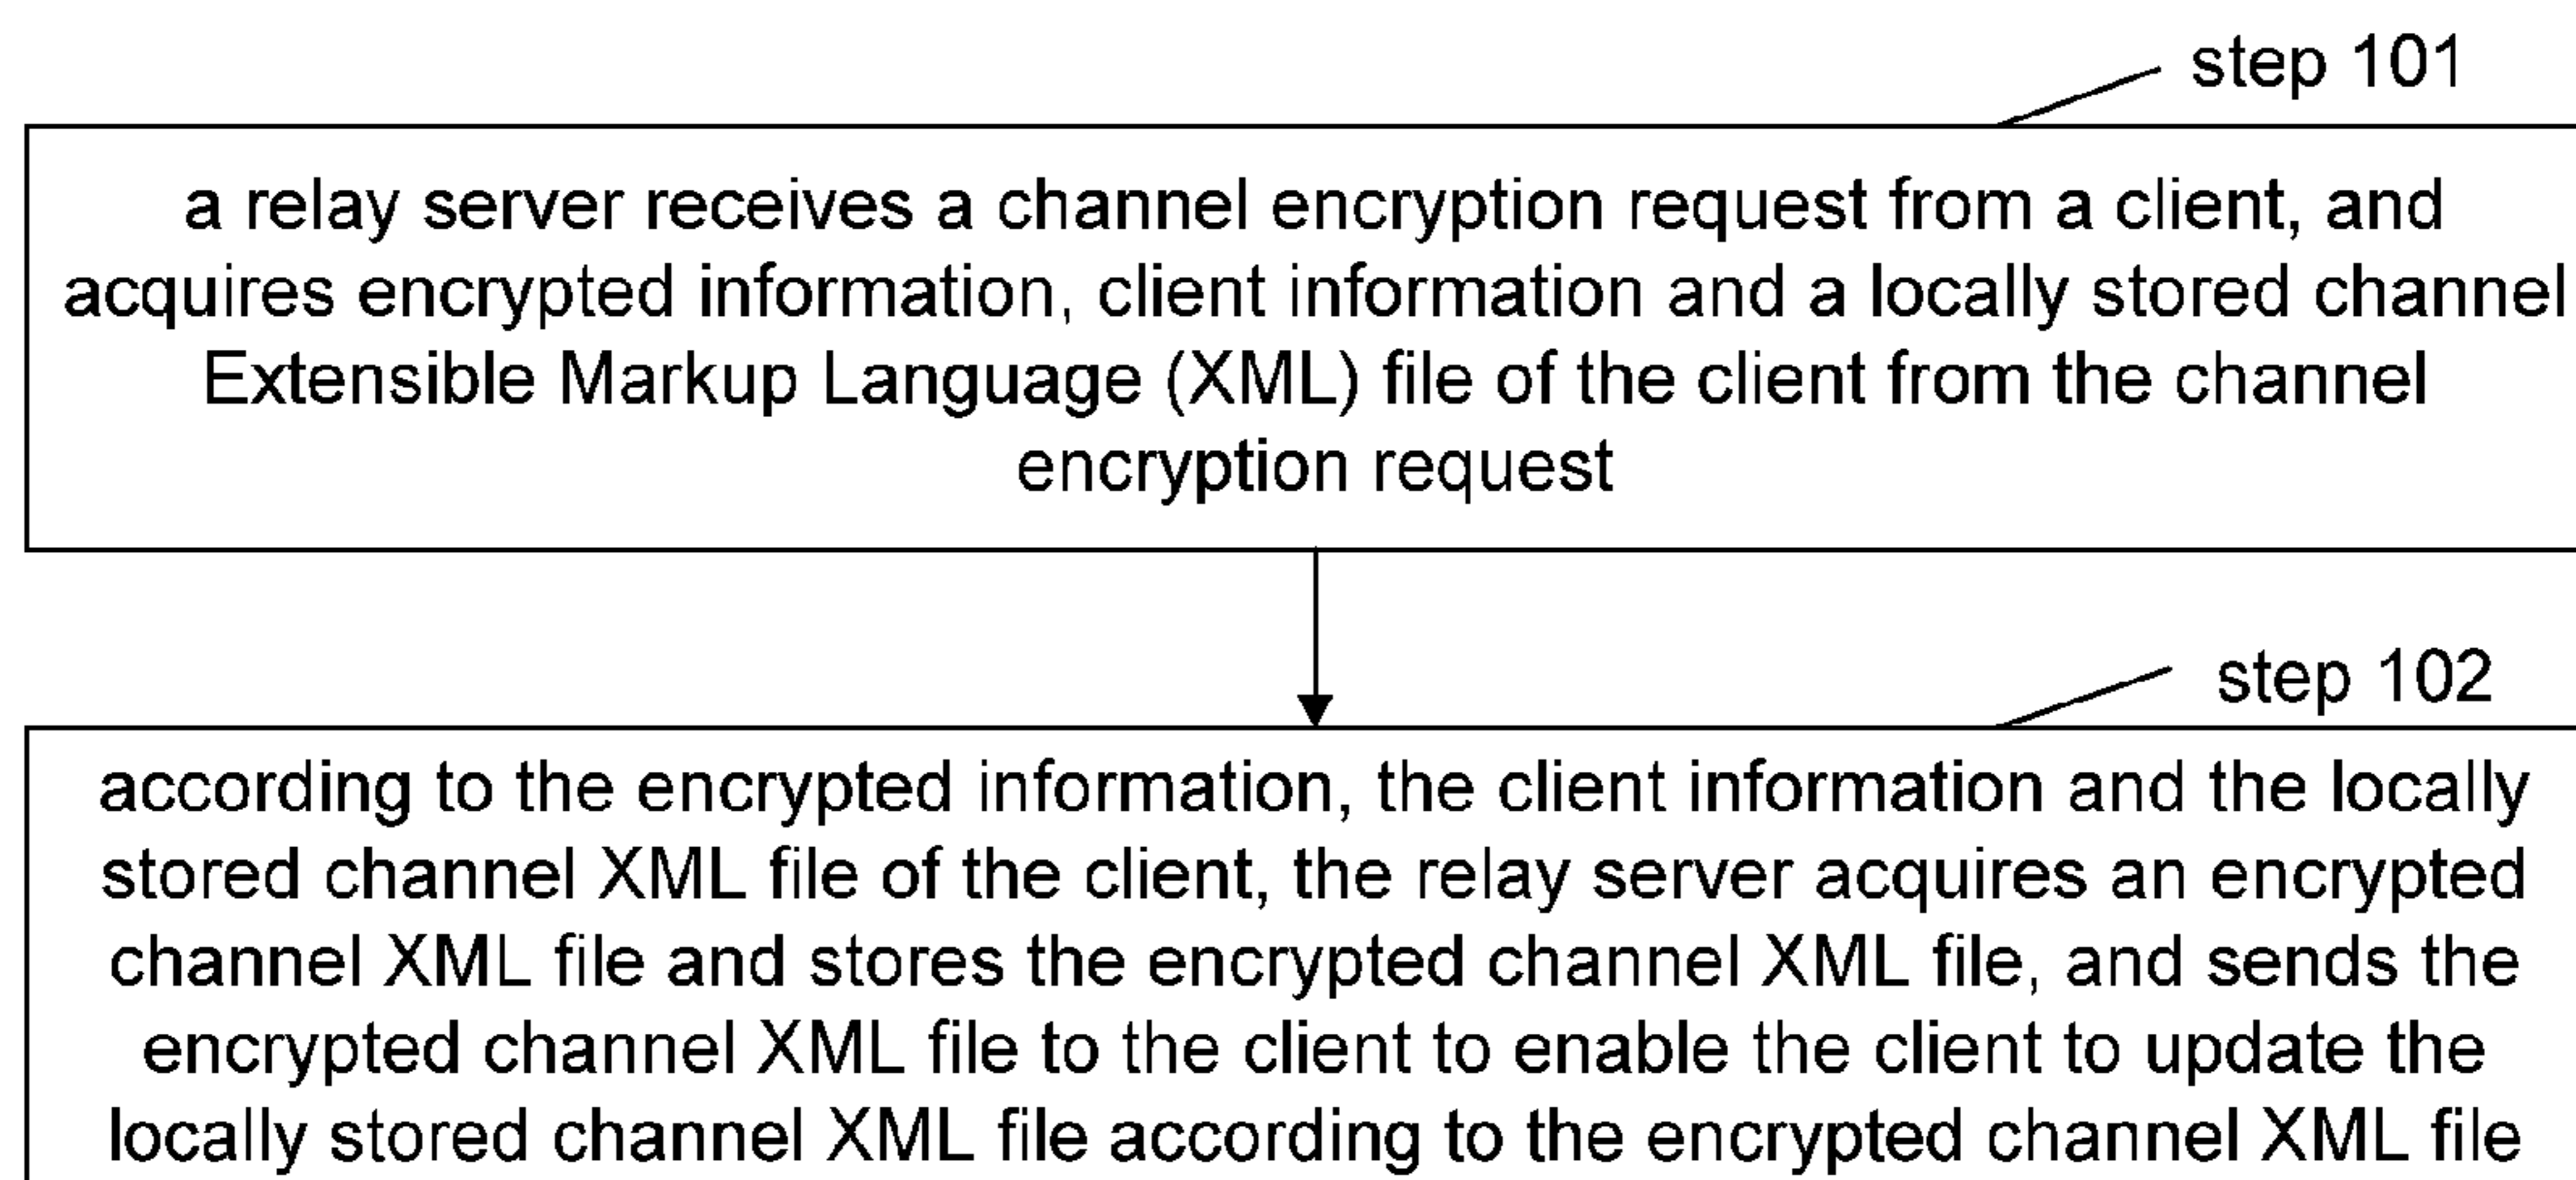 step 101
a relay server receives a channel encryption request from a client, and
acquires encrypted information, client information and a locally stored channel
Extensible Markup Language (XML) file of the client from the channel
encryption request
step 102
according to the encrypted information, the client information and the locally
stored channel XML file of the client, the relay server acquires an encrypted
channel XML file and stores the encrypted channel XML file, and sends the
encrypted channel XML file to the client to enable the client to update the
locally stored channel XML file according to the encrypted channel XML file